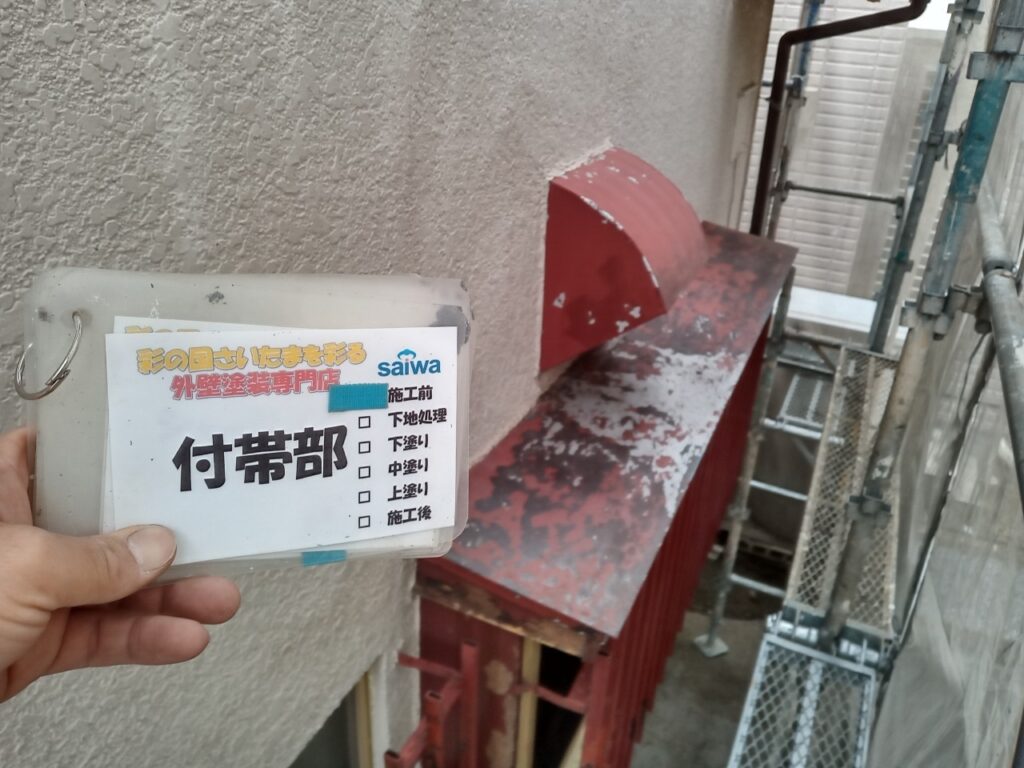 彩の国さいたまを彩る
外壁塗装専門店
saiwa
付帯部
施工前
□ 下地処理
□ 下塗り
□ 中塗り
□ 上塗り
□ 施工後